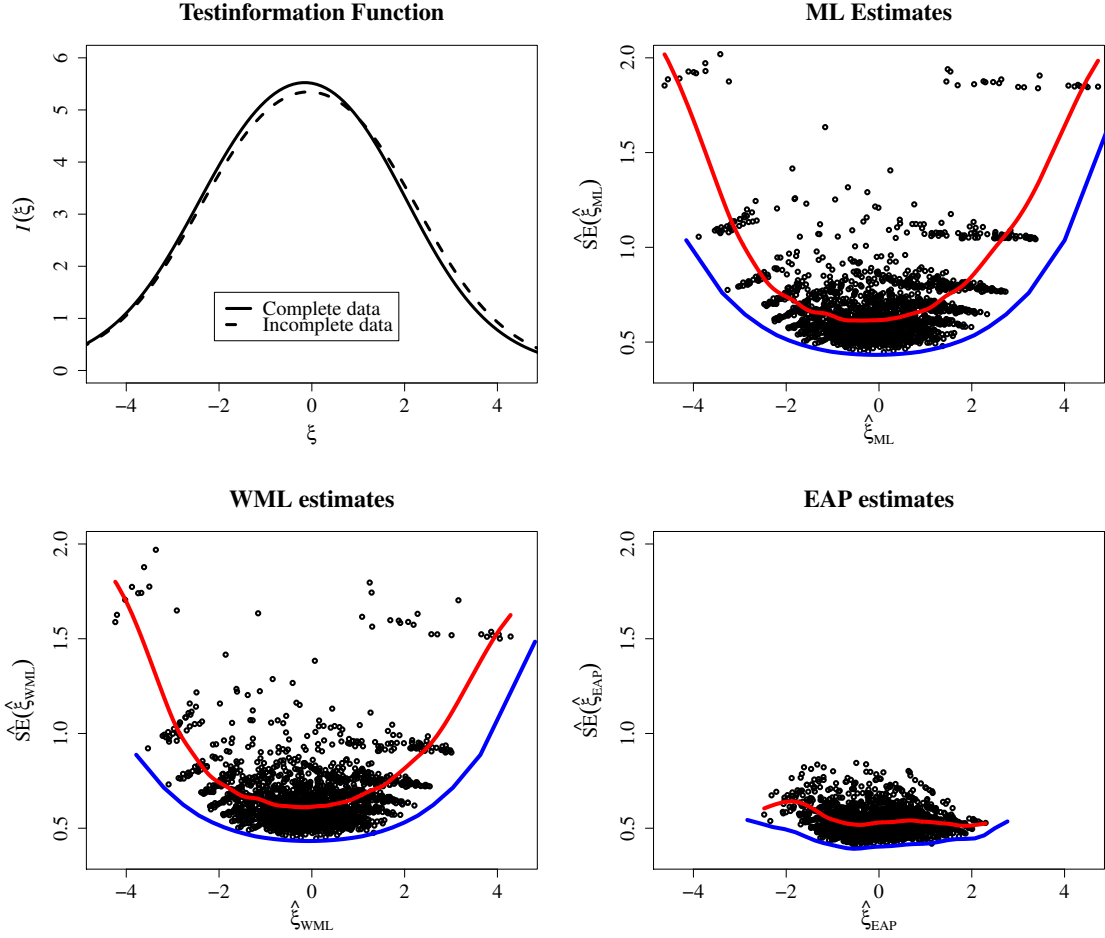 Testinformation Function
I(ξ)
6
5
4
3
2
1
0
Complete data
Incomplete data
−4 −2 0 2 4
ξ
ML Estimates
ŜE(ξ̂ML)
2.0
1.5
1.0
0.5
−4 −2 0 2 4
ξ̂ML
WML estimates
ŜE(ξ̂WML)
2.0
1.5
1.0
0.5
−4 −2 0 2 4
ξ̂WML
EAP estimates
ŜE(ξ̂EAP)
2.0
1.5
1.0
0.5
−4 −2 0 2 4
ξ̂EAP